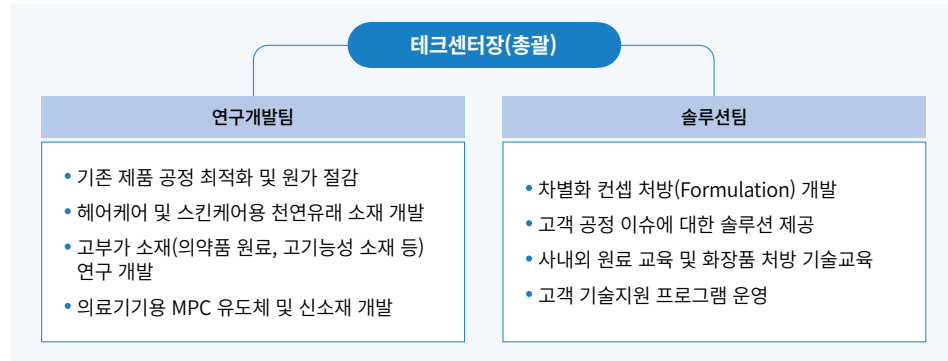 테크센터장(총괄)
연구개발팀
• 기존 제품 공정 최적화 및 원가 절감
• 헤어케어 및 스킨케어용 천연유래 소재 개발
• 고부가 소재(의약품 원료, 고기능성 소재 등)
연구 개발
• 의료기기용 MPC 유도체 및 신소재 개발
솔루션팀
• 차별화 컨셉 처방(Formulation) 개발
• 고객 공정 이슈에 대한 솔루션 제공
• 사내외 원료 교육 및 화장품 처방 기술교육
• 고객 기술지원 프로그램 운영